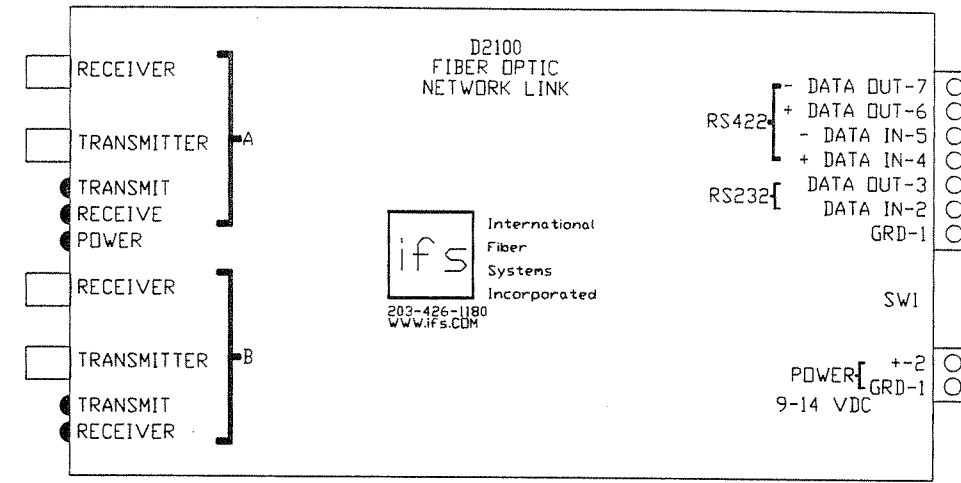 D2100
FIBER OPTIC
NETWORK LINK
RECEIVER
TRANSMITTER
A
TRANSMIT
RECEIVE
POWER
RECEIVER
TRANSMITTER
B
TRANSMIT
RECEIVER
ifs
International
Fiber
Systems
Incorporated
203-426-1180
WWW.ifs.COM
RS422
- DATA OUT-7
+ DATA OUT-6
- DATA IN-5
+ DATA IN-4
RS232
DATA OUT-3
DATA IN-2
GRD-1
SW1
POWER
9-14 VDC
+-2
GRD-1